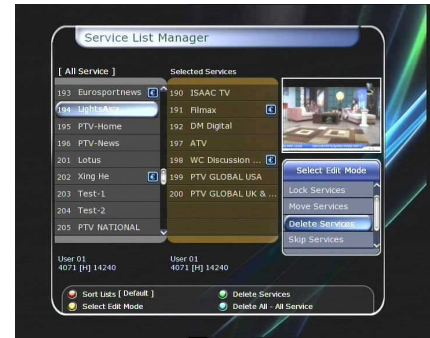 Service List Manager
[ All Service ]
Selected Services
193 Eurosportnews €
194 LightsAsia
195 PTV-Home
196 PTV-News
201 Lotus
202 Xing He €
203 Test-1
204 Test-2
205 PTV NATIONAL
190 ISAAC TV
191 Filmax €
192 DM Digital
197 ATV
198 WC Discussion ... €
199 PTV GLOBAL USA
200 PTV GLOBAL UK & ...
Select Edit Mode
Lock Services
Move Services
Delete Services
Skip Services
User 01
4071 [H] 14240
User 01
4071 [H] 14240
Sort Lists [ Default ]
Delete Services
Select Edit Mode
Delete All - All Service